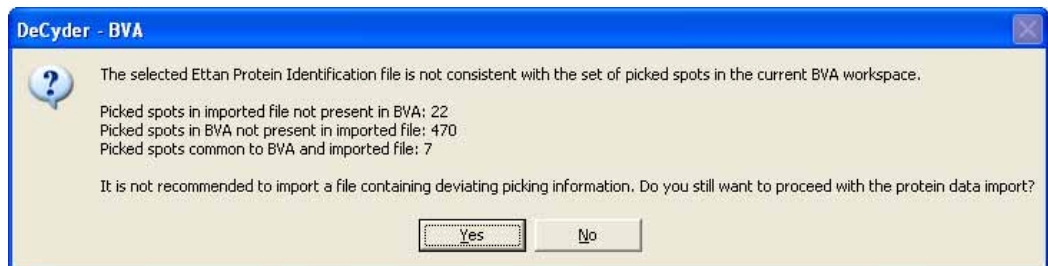 DeCyder - BVA
The selected Ettan Protein Identification file is not consistent with the set of picked spots in the current BVA workspace.
Picked spots in imported file not present in BVA: 22
Picked spots in BVA not present in imported file: 470
Picked spots common to BVA and imported file: 7
It is not recommended to import a file containing deviating picking information. Do you still want to proceed with the protein data import?
Yes No